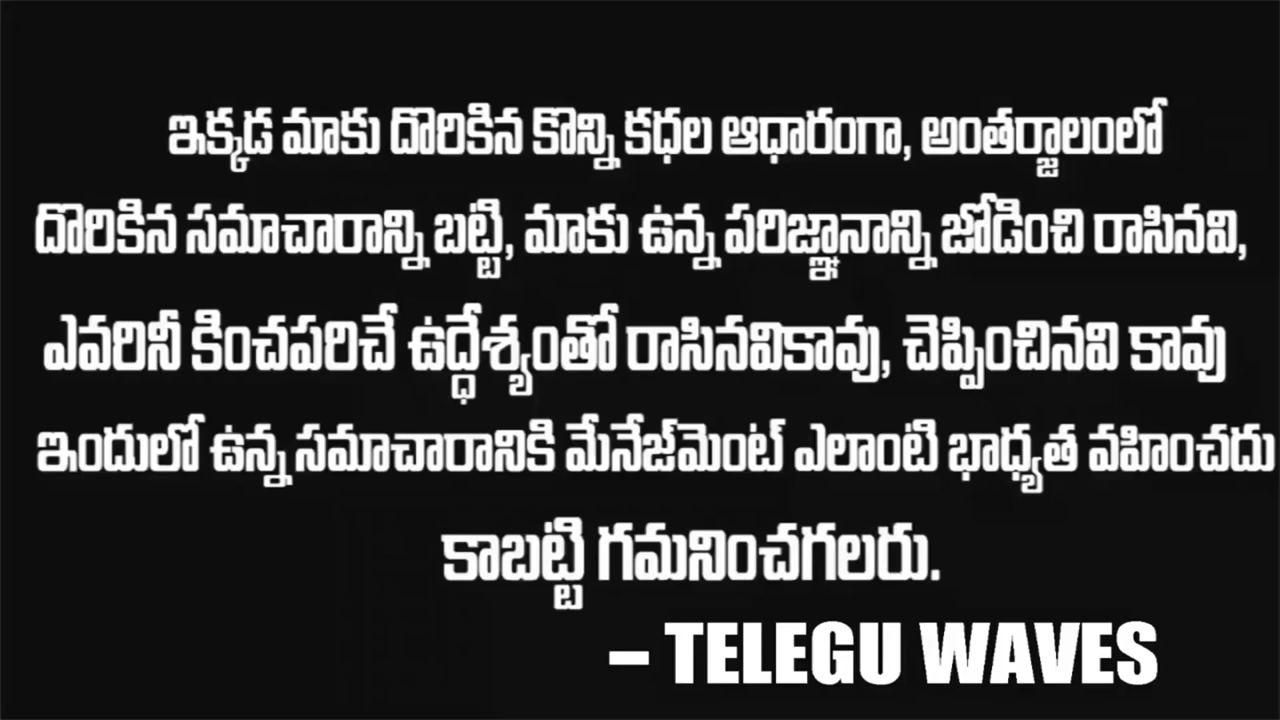 ఇక్కడ మాకు దొరికిన కొన్ని కధల ఆధారంగా, అంతర్జాలంలో
దొరికిన సమాచారాన్ని బట్టి, మాకు ఉన్న పరిజ్ఞానాన్ని జోడించి రాసినవి,
ఎవరినీ కించపరిచే ఉద్ధేశ్యంతో రాసినవికావు, చెప్పించినవి కావు
ఇందులో ఉన్న సమాచారానికి మేనేజ్‌మెంట్ ఎలాంటి భాధ్యత వహించదు
కాబట్టి గమనించగలరు.
– TELEGU WAVES